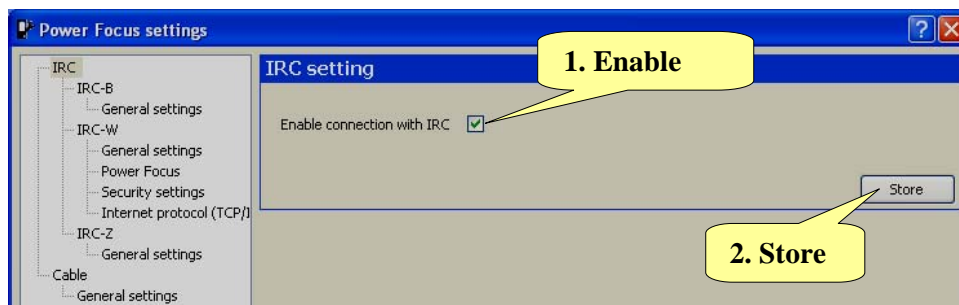 Power Focus settings
IRC
IRC-B
General settings
IRC-W
General settings
Power Focus
Security settings
Internet protocol (TCP/I
IRC-Z
General settings
Cable
General settings
IRC setting
1. Enable
Enable connection with IRC
Store
2. Store